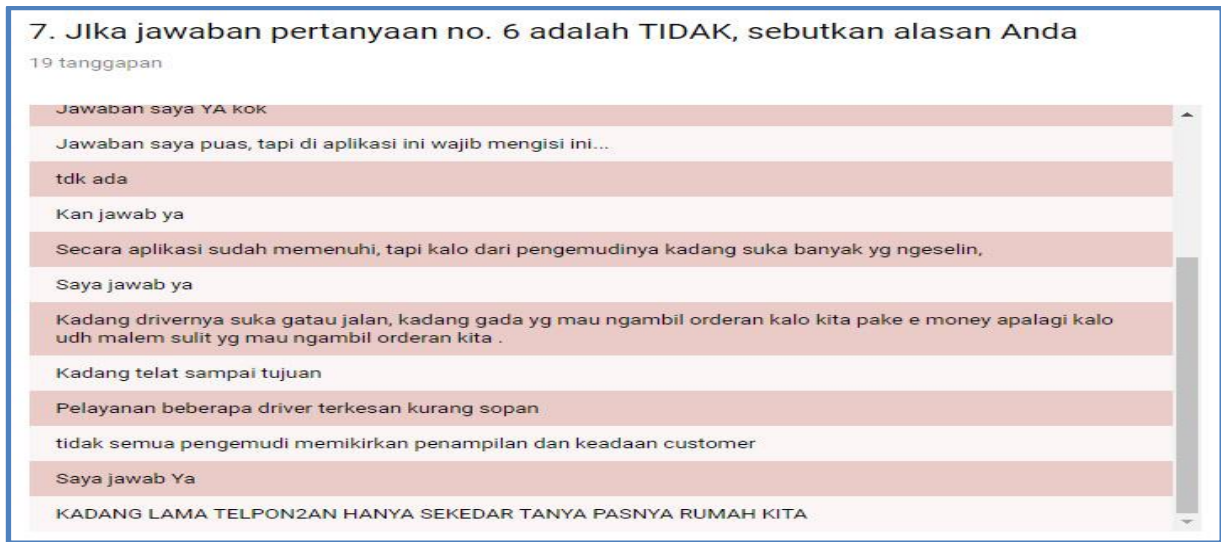 7. JIka jawaban pertanyaan no. 6 adalah TIDAK, sebutkan alasan Anda
19 tanggapan
Jawaban saya YA kok
Jawaban saya puas, tapi di aplikasi ini wajib mengisi ini...
tdk ada
Kan jawab ya
Secara aplikasi sudah memenuhi, tapi kalo dari pengemudinya kadang suka banyak yg ngeselin,
Saya jawab ya
Kadang drivernya suka gatau jalan, kadang gada yg mau ngambil orderan kalo kita pake e money apalagi kalo
udh malem sulit yg mau ngambil orderan kita .
Kadang telat sampai tujuan
Pelayanan beberapa driver terkesan kurang sopan
tidak semua pengemudi memikirkan penampilan dan keadaan customer
Saya jawab Ya
KADANG LAMA TELPON2AN HANYA SEKEDAR TANYA PASNYA RUMAH KITA